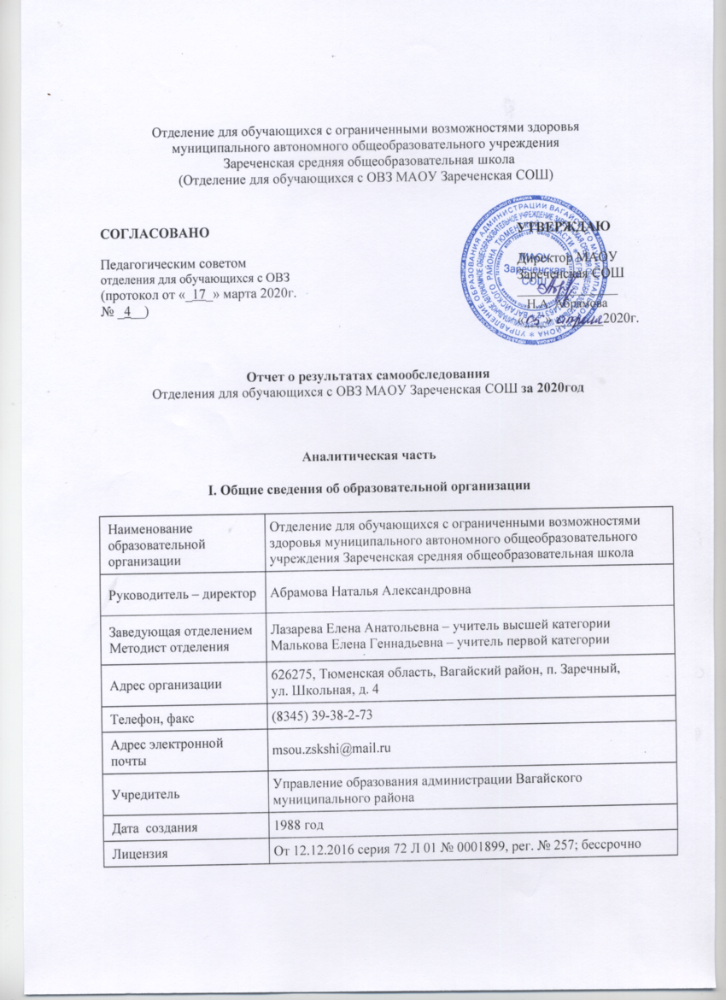 Отделение для обучающихся с ограниченными возможностями здоровья
муниципального автономного общеобразовательного учреждения
Зареченская средняя общеобразовательная школа
(Отделение для обучающихся с ОВЗ МАОУ Зареченская СОШ)
СОГЛАСОВАНО
Педагогическим советом
отделения для обучающихся с ОВЗ
(протокол от «_17_» марта 2020г.
№ _4__)
УТВЕРЖДАЮ
Директор МАОУ
Зареченская СОШ
Н.А. Абрамова
апреля 2020г.
МАОУ
Зареченская
СОШ
Отчет о результатах самообследования
Отделения для обучающихся с ОВЗ МАОУ Зареченская СОШ за 2020год
Аналитическая часть
I. Общие сведения об образовательной организации
Наименование
образовательной
организации
Отделение для обучающихся с ограниченными возможностями
здоровья муниципального автономного общеобразовательного
учреждения Зареченская средняя общеобразовательная школа
Руководитель – директор
Абрамова Наталья Александровна
Заведующая отделением
Методист отделения
Лазарева Елена Анатольевна – учитель высшей категории
Малькова Елена Геннадьевна – учитель первой категории
Адрес организации
626275, Тюменская область, Вагайский район, п. Заречный,
ул. Школьная, д. 4
Телефон, факс
(8345) 39-38-2-73
Адрес электронной
почты
msou.zskshi@mail.ru
Учредитель
Управление образования администрации Вагайского
муниципального района
Дата создания
1988 год
Лицензия
От 12.12.2016 серия 72 Л 01 № 0001899, рег. № 257; бессрочно